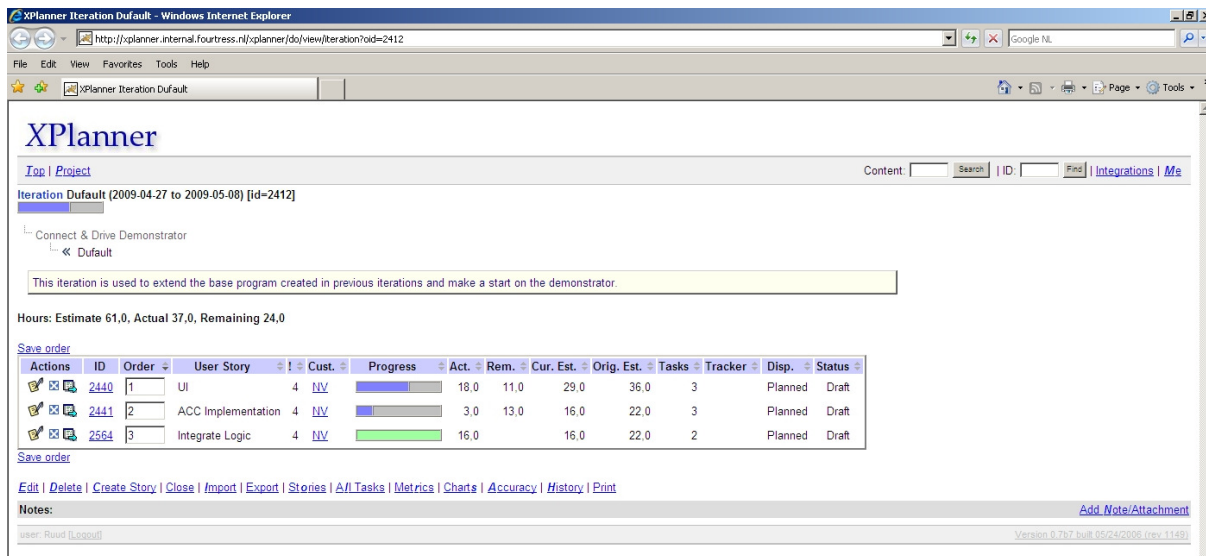 XPlanner Iteration Dufault - Windows Internet Explorer
http://xplanner.internal.fourtress.nl/xplanner/do/view/iteration?oid=2412
Google NL
File Edit View Favorites Tools Help
XPlanner Iteration Dufault
Page Tools
XPlanner
Top | Project
Content: Search | ID: Find | Integrations | Me
Iteration Dufault (2009-04-27 to 2009-05-08) [id=2412]
Connect & Drive Demonstrator
« Dufault
This iteration is used to extend the base program created in previous iterations and make a start on the demonstrator.
Hours: Estimate 61,0, Actual 37,0, Remaining 24,0
Save order
Actions ID Order User Story ! Cust. Progress Act. Rem. Cur. Est. Orig. Est. Tasks Tracker Disp. Status
2440 1 UI 4 NV 18,0 11,0 29,0 36,0 3 Planned Draft
2441 2 ACC Implementation 4 NV 3,0 13,0 16,0 22,0 3 Planned Draft
2564 3 Integrate Logic 4 NV 16,0 16,0 22,0 2 Planned Draft
Save order
Edit | Delete | Create Story | Close | Import | Export | Stories | All Tasks | Metrics | Charts | Accuracy | History | Print
Notes: Add Note/Attachment
user: Ruud [Logout] Version 0.7b7 built 05/24/2006 (rev 1149)